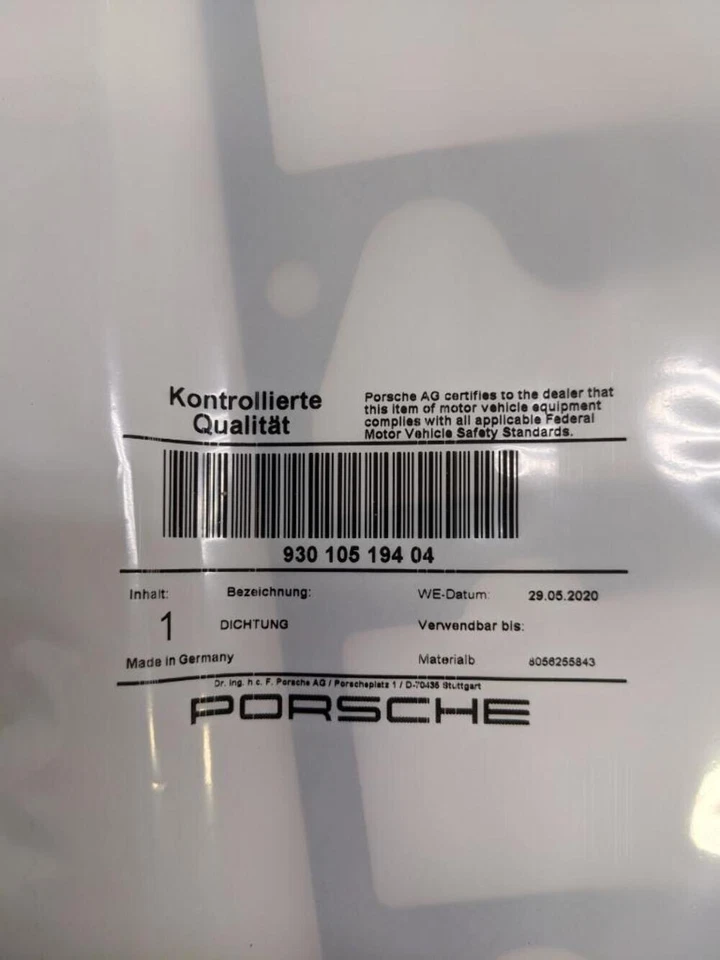 Kontrollierte
Qualität
Porsche AG certifies to the dealer that
this item of motor vehicle equipment
complies with all applicable Federal
Motor Vehicle Safety Standards.
930 105 194 04
Inhalt: Bezeichnung: WE-Datum: 29.05.2020
1 DICHTUNG Verwendbar bis:
Made in Germany Materialb 8056255843
Dr. Ing. h c. F. Porsche AG / Porscheplatz 1 / D-70435 Stuttgart
PORSCHE